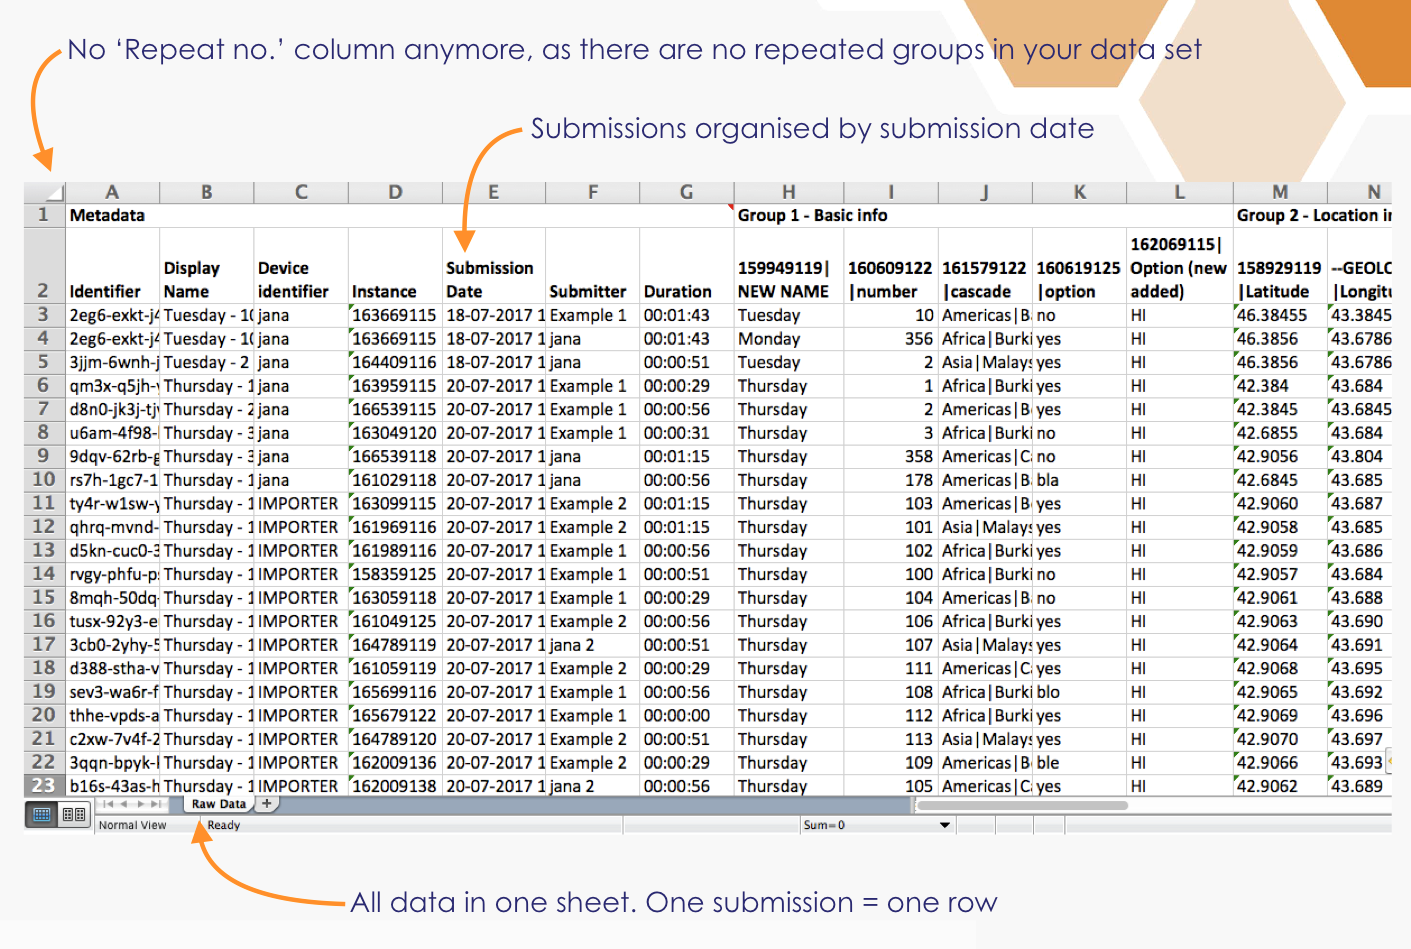 No ‘Repeat no.’ column anymore, as there are no repeated groups in your data set
Submissions organised by submission date
A B C D E F G H I J K L M N
1 Metadata Group 1 - Basic info Group 2 - Location ir
2 Identifier Display Name Device identifier Instance Submission Date Submitter Duration 159949119| NEW NAME 160609122 |number 161579122 |cascade 160619125 |option 162069115| Option (new added) 158929119 |Latitude --GEOLC |Longitu
3 2eg6-exkt-j4 Tuesday - 10 jana 163669115 18-07-2017 1 Example 1 00:01:43 Tuesday 10 Americas|B no HI 46.38455 43.3845
4 2eg6-exkt-j4 Tuesday - 10 jana 163669115 18-07-2017 1 jana 00:01:43 Monday 356 Africa|Burki yes HI 46.3856 43.6786
5 3jjm-6wnh-j Tuesday - 2 jana 164409116 18-07-2017 1 jana 00:00:51 Tuesday 2 Asia|Malays yes HI 46.3856 43.6786
6 qm3x-q5jh- Thursday - 1 jana 163959115 20-07-2017 1 Example 1 00:00:29 Thursday 1 Africa|Burki yes HI 42.384 43.684
7 d8n0-jk3j-tj Thursday - 2 jana 166539115 20-07-2017 1 Example 1 00:00:56 Thursday 2 Americas|B yes HI 42.3845 43.6845
8 u6am-4f98- Thursday - 3 jana 163049120 20-07-2017 1 Example 1 00:00:31 Thursday 3 Africa|Burki no HI 42.6855 43.684
9 9dqv-62rb-g Thursday - 3 jana 166539118 20-07-2017 1 jana 00:01:15 Thursday 358 Americas|C no HI 42.9056 43.804
10 rs7h-1gc7-1 Thursday - 1 jana 161029118 20-07-2017 1 jana 00:00:56 Thursday 178 Americas|B bla HI 42.6845 43.685
11 ty4r-w1sw-y Thursday - 1 IMPORTER 163099115 20-07-2017 1 Example 2 00:01:15 Thursday 103 Americas|B yes HI 42.9060 43.687
12 qhrq-mvnd- Thursday - 1 IMPORTER 161969116 20-07-2017 1 Example 2 00:01:15 Thursday 101 Asia|Malays yes HI 42.9058 43.685
13 d5kn-cuc0-3 Thursday - 1 IMPORTER 161989116 20-07-2017 1 Example 1 00:00:56 Thursday 102 Africa|Burki yes HI 42.9059 43.686
14 rvgy-phfu-p Thursday - 1 IMPORTER 158359125 20-07-2017 1 Example 1 00:00:51 Thursday 100 Africa|Burki no HI 42.9057 43.684
15 8mqh-50dq- Thursday - 1 IMPORTER 163059118 20-07-2017 1 Example 1 00:00:29 Thursday 104 Americas|B no HI 42.9061 43.688
16 tusx-92y3-e Thursday - 1 IMPORTER 161049125 20-07-2017 1 Example 2 00:00:56 Thursday 106 Africa|Burki yes HI 42.9063 43.690
17 3cb0-2yhy-5 Thursday - 1 IMPORTER 164789119 20-07-2017 1 jana 2 00:00:51 Thursday 107 Asia|Malays yes HI 42.9064 43.691
18 d388-stha-v Thursday - 1 IMPORTER 161059119 20-07-2017 1 Example 2 00:00:29 Thursday 111 Americas|C yes HI 42.9068 43.695
19 sev3-wa6r-f Thursday - 1 IMPORTER 165699116 20-07-2017 1 Example 1 00:00:56 Thursday 108 Africa|Burki blo HI 42.9065 43.692
20 thhe-vpds-a Thursday - 1 IMPORTER 165679122 20-07-2017 1 Example 1 00:00:00 Thursday 112 Africa|Burki yes HI 42.9069 43.696
21 c2xw-7v4f-2 Thursday - 1 IMPORTER 164789120 20-07-2017 1 Example 2 00:00:51 Thursday 113 Asia|Malays yes HI 42.9070 43.697
22 3qqn-bpyk- Thursday - 1 IMPORTER 162009136 20-07-2017 1 Example 2 00:00:29 Thursday 109 Americas|B ble HI 42.9066 43.693
23 b16s-43as-h Thursday - 1 IMPORTER 162009138 20-07-2017 1 jana 2 00:00:56 Thursday 105 Americas|C yes HI 42.9062 43.689
Raw Data +
Normal View Ready Sum=0
All data in one sheet. One submission = one row